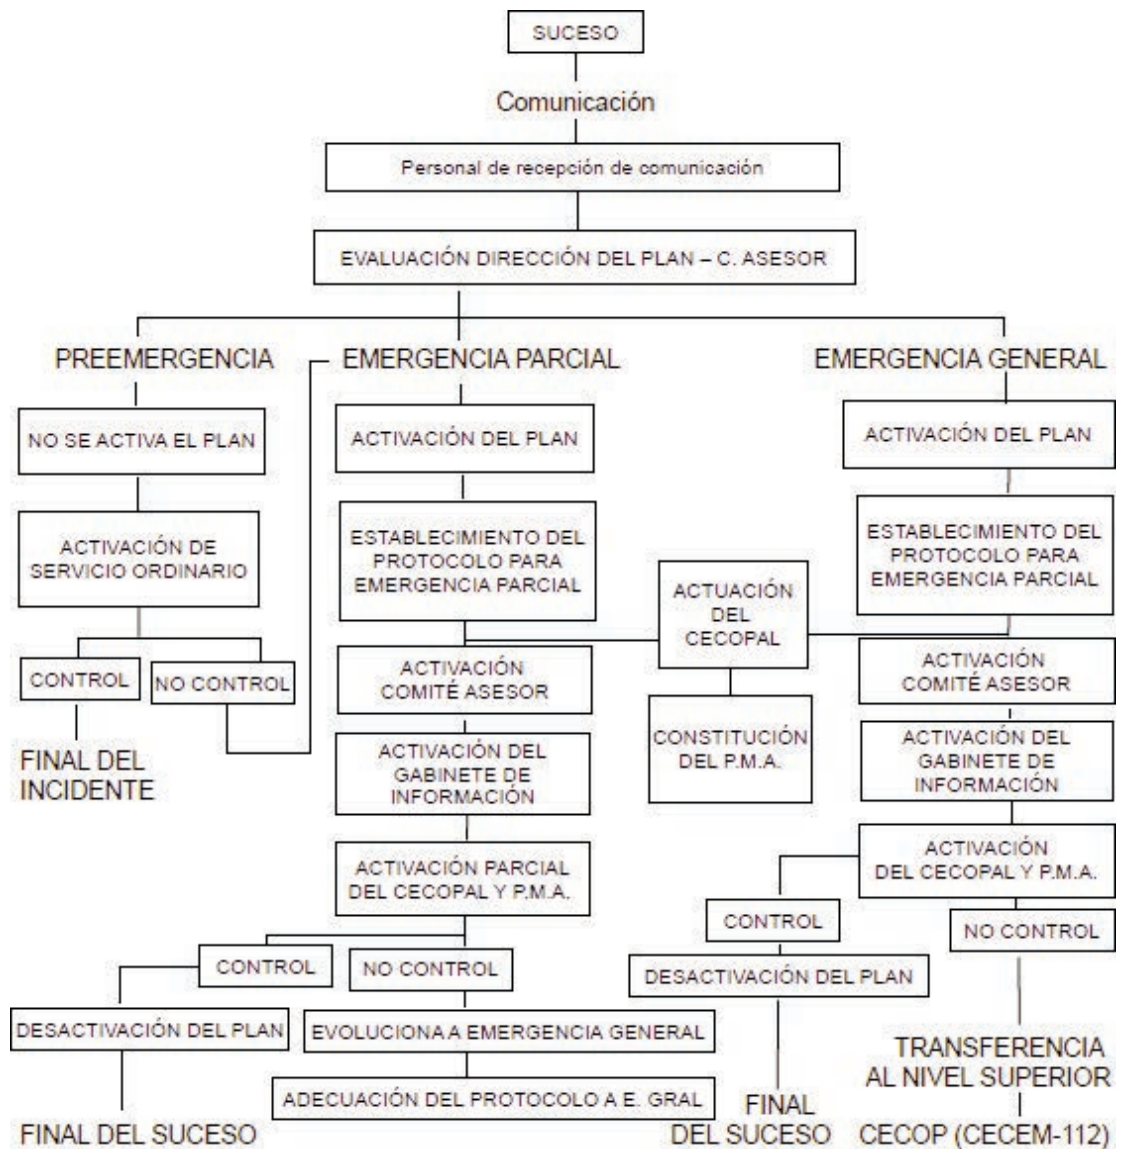 SUCESO
Comunicación
Personal de recepción de comunicación
EVALUACIÓN DIRECCIÓN DEL PLAN – C. ASESOR
PREEMERGENCIA
NO SE ACTIVA EL PLAN
ACTIVACIÓN DE
SERVICIO ORDINARIO
CONTROL
NO CONTROL
FINAL DEL
INCIDENTE
EMERGENCIA PARCIAL
ACTIVACIÓN DEL PLAN
ESTABLECIMIENTO DEL
PROTOCOLO PARA
EMERGENCIA PARCIAL
ACTIVACIÓN
COMITÉ ASESOR
ACTIVACIÓN DEL
GABINETE DE
INFORMACIÓN
ACTIVACIÓN PARCIAL
DEL CECOPAL Y P.M.A.
CONTROL
NO CONTROL
DESACTIVACIÓN DEL PLAN
EVOLUCIONA A EMERGENCIA GENERAL
ADECUACIÓN DEL PROTOCOLO A E. GRAL
FINAL DEL SUCESO
ACTUACIÓN
DEL
CECOPAL
CONSTITUCIÓN
DEL P.M.A.
EMERGENCIA GENERAL
ACTIVACIÓN DEL PLAN
ESTABLECIMIENTO DEL
PROTOCOLO PARA
EMERGENCIA PARCIAL
ACTIVACIÓN
COMITÉ ASESOR
ACTIVACIÓN DEL
GABINETE DE
INFORMACIÓN
ACTIVACIÓN
DEL CECOPAL Y P.M.A.
CONTROL
NO CONTROL
DESACTIVACIÓN DEL PLAN
FINAL
DEL SUCESO
TRANSFERENCIA
AL NIVEL SUPERIOR
CECOP (CECEM-112)